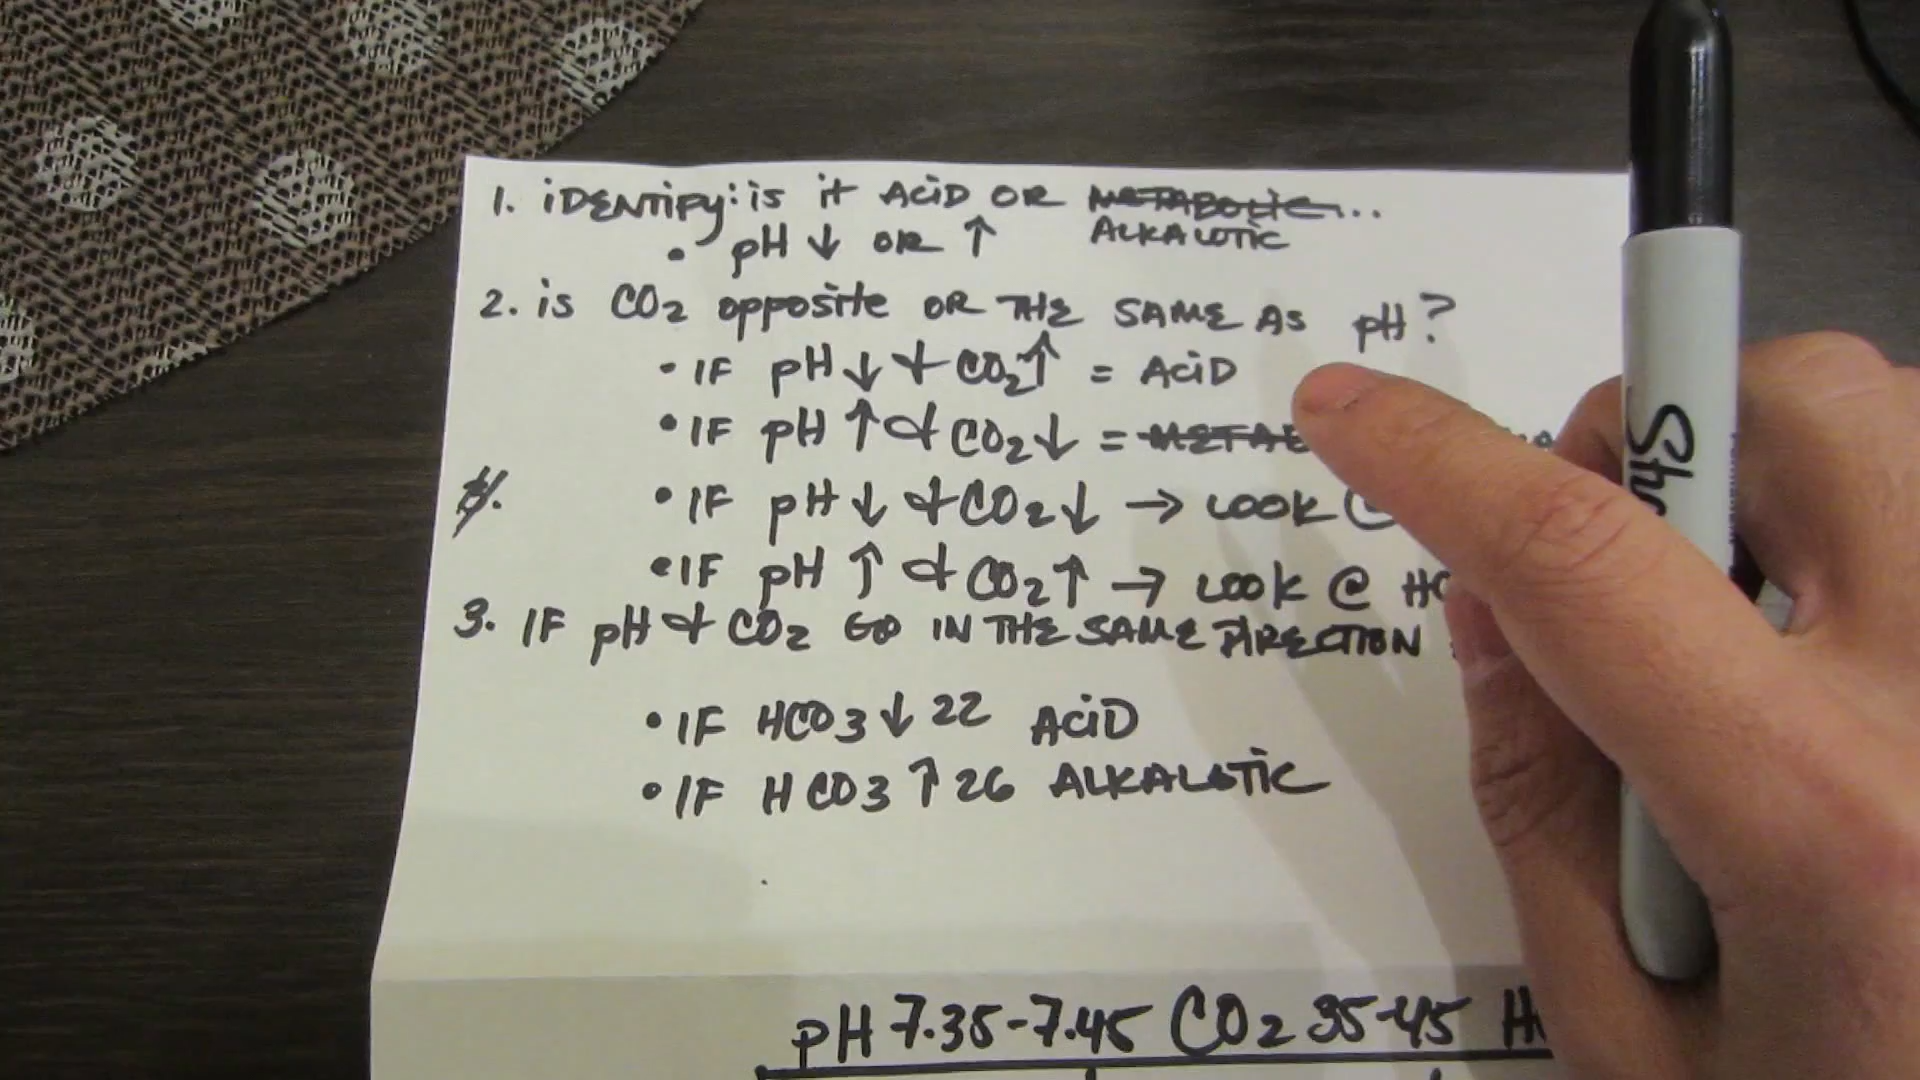 1. iDENTiFy: is it ACiD OR METABOLIC...
ALKALOTIC
• pH ↓ OR ↑
2. is CO2 opposite OR THE SAME AS pH?
• IF pH ↓ + CO2 ↑ = ACiD
• IF pH ↑ + CO2 ↓ =
• IF pH ↓ + CO2 ↓ → LOOK @
• IF pH ↑ + CO2 ↑ → LOOK @
3. IF pH + CO2 GO IN THE SAME DIRECTION
• IF HCO3 ↓ 22 ACiD
• IF HCO3 ↑ 26 ALKALOTIC
pH 7.35-7.45 CO2 35-45